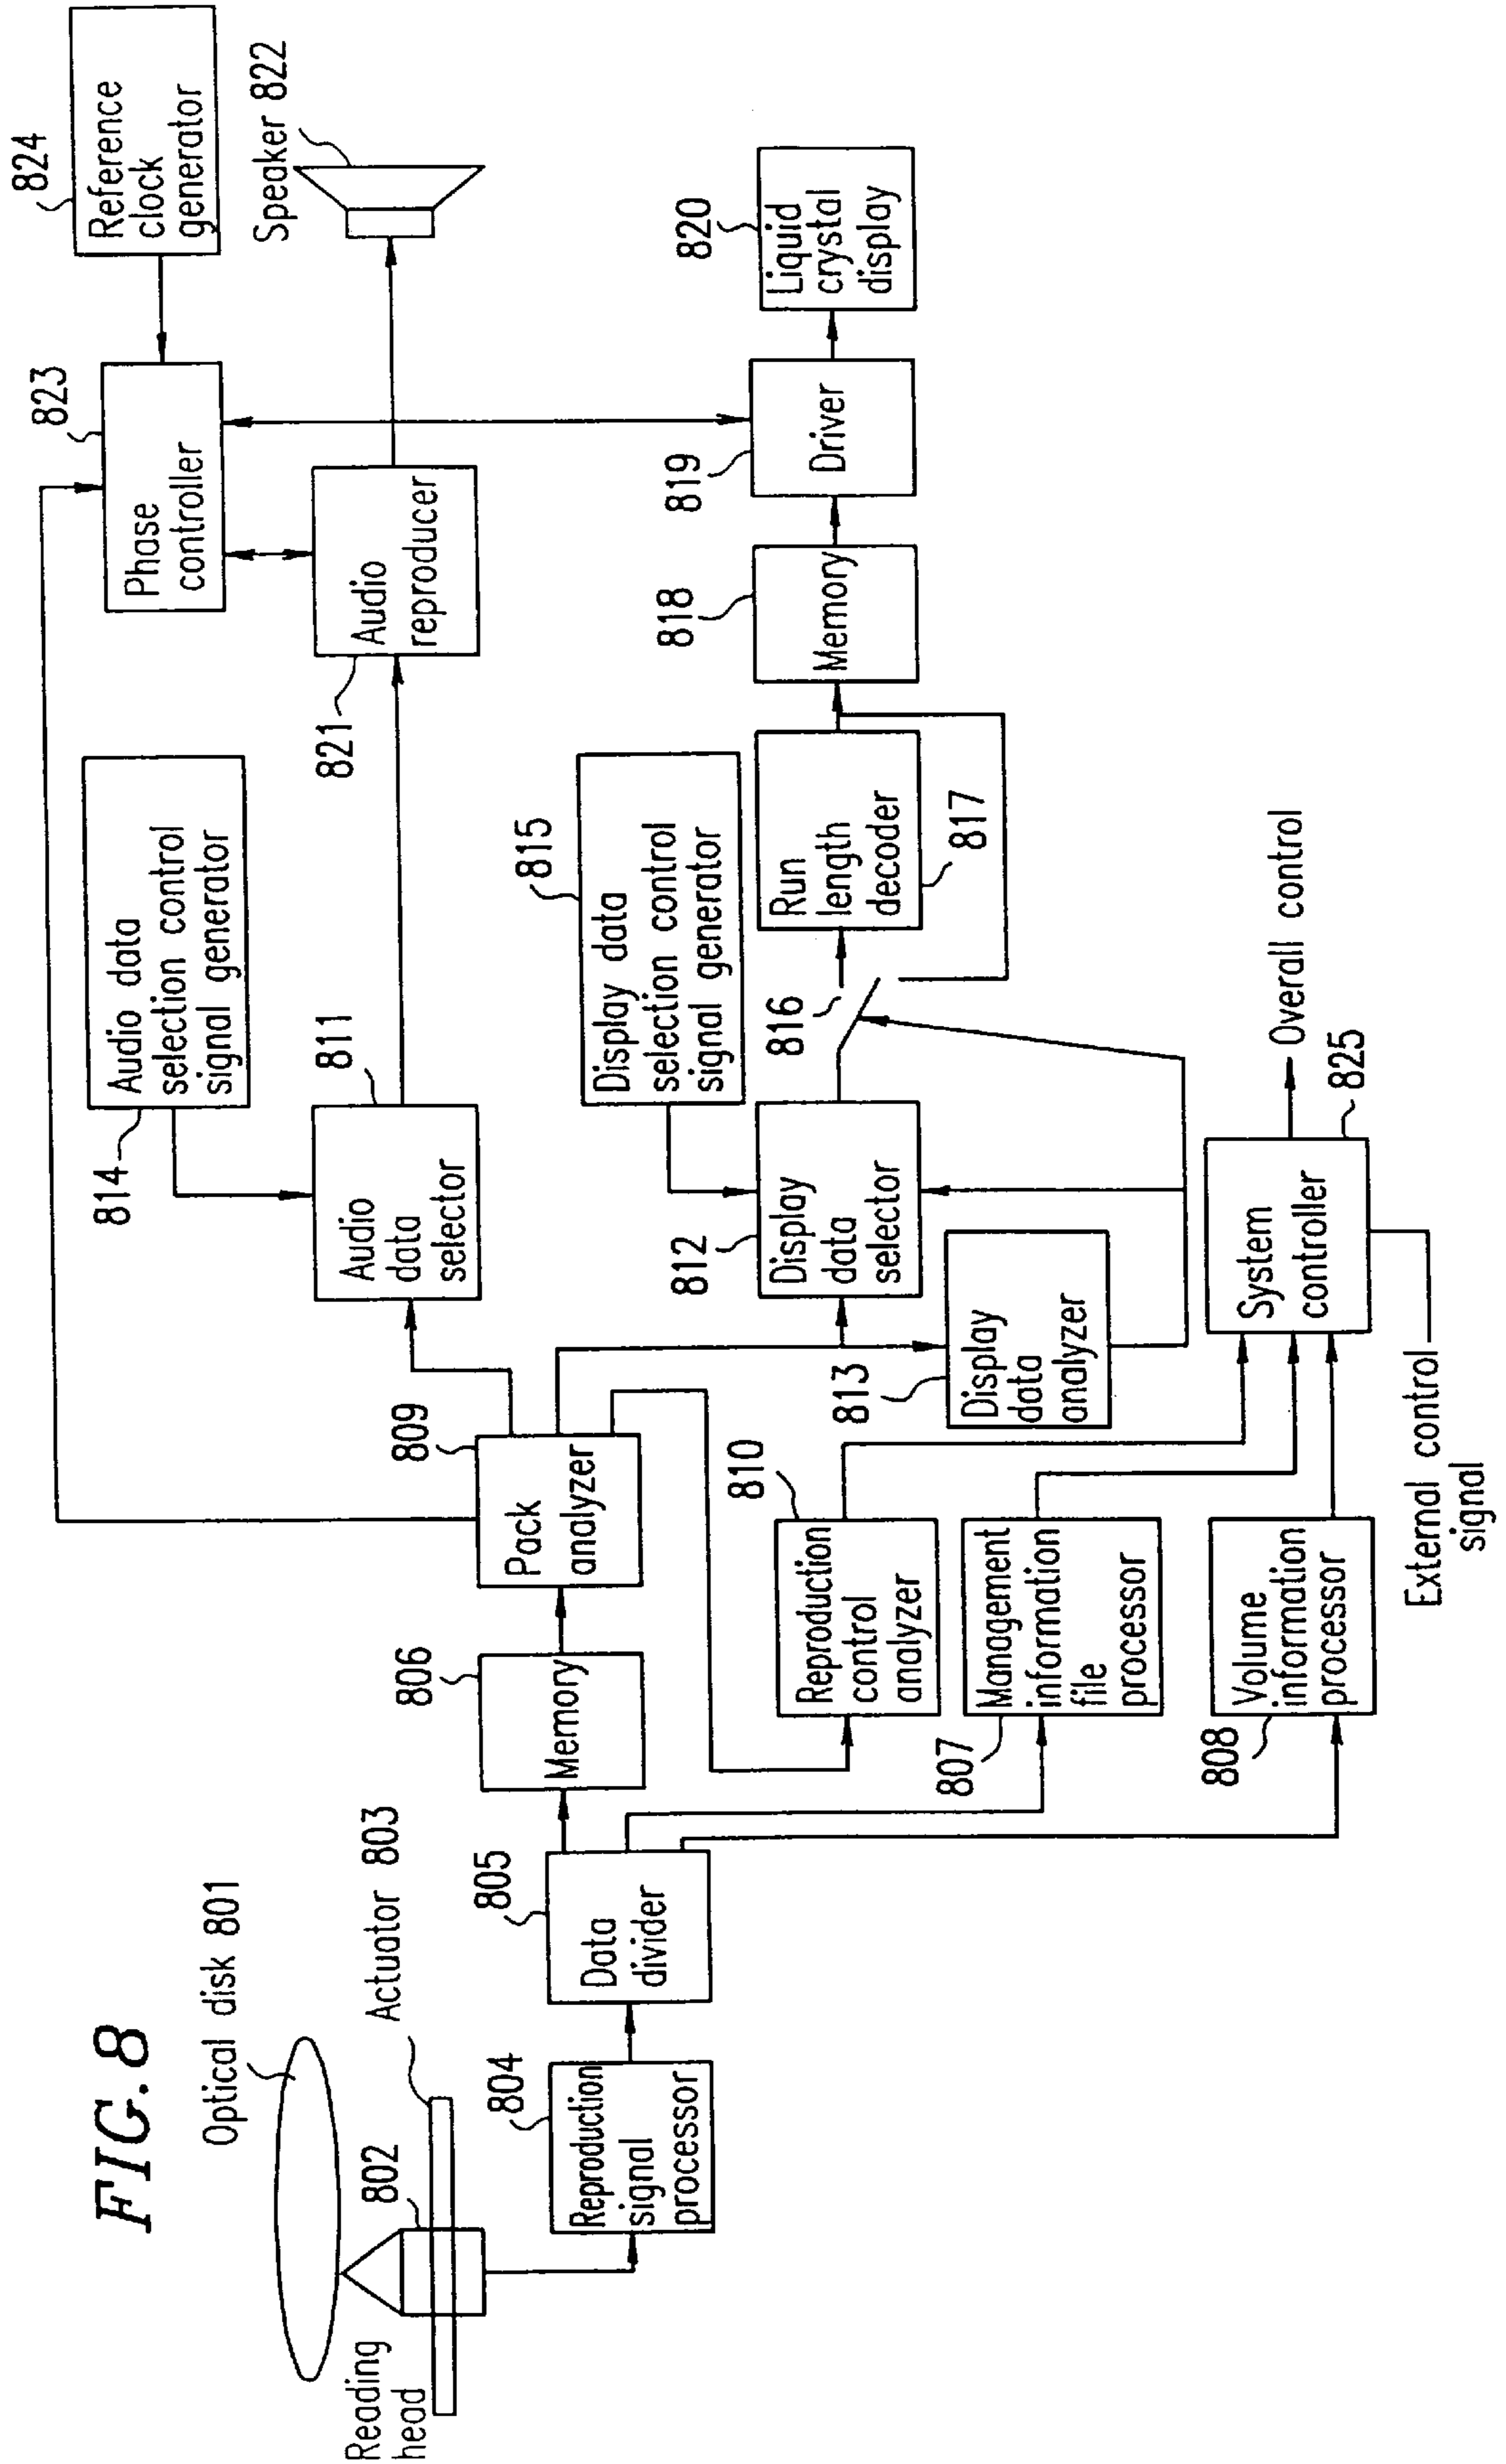 FIG. 8
Optical disk 801
Actuator 803
802
Reading
head
804
Reproduction
signal
processor
805
Data
divider
806
Memory
809
Pack
analyzer
814
Audio data
selection control
signal generator
811
Audio
data
selector
821
Audio
reproducer
823
Phase
controller
824
Reference
clock
generator
Speaker 822
815
Display data
selection control
signal generator
812
Display
data
selector
813
Display
data
analyzer
816
Run
length
decoder
817
818
Memory
819
Driver
820
Liquid
crystal
display
810
Reproduction
control
analyzer
807
Management
information
file
processor
808
Volume
information
processor
System
controller
825
Overall control
External control
signal